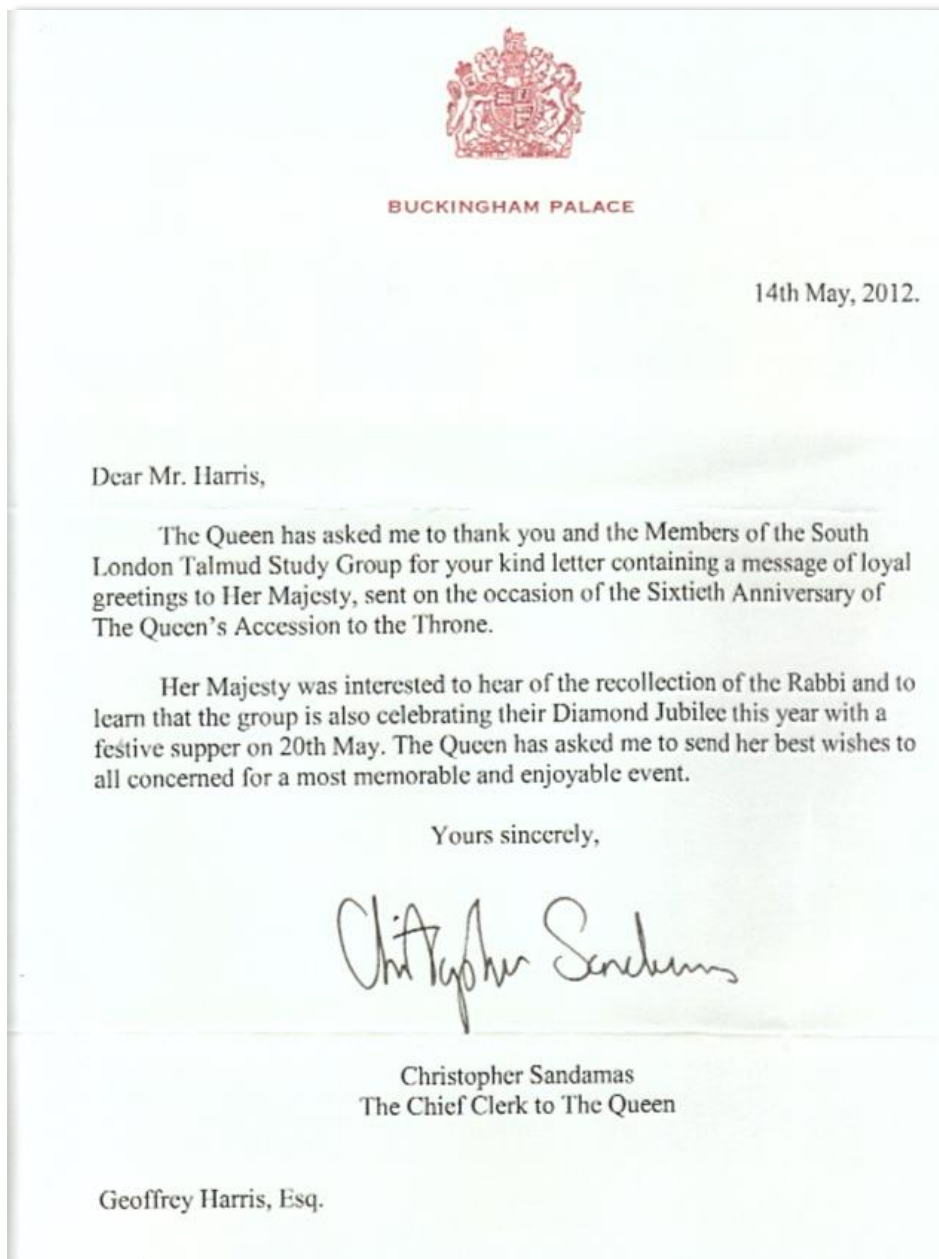 BUCKINGHAM PALACE
14th May, 2012.
Dear Mr. Harris,
The Queen has asked me to thank you and the Members of the South
London Talmud Study Group for your kind letter containing a message of loyal
greetings to Her Majesty, sent on the occasion of the Sixtieth Anniversary of
The Queen's Accession to the Throne.
Her Majesty was interested to hear of the recollection of the Rabbi and to
learn that the group is also celebrating their Diamond Jubilee this year with a
festive supper on 20th May. The Queen has asked me to send her best wishes to
all concerned for a most memorable and enjoyable event.
Yours sincerely,
Christopher Sandamas
Christopher Sandamas
The Chief Clerk to The Queen
Geoffrey Harris, Esq.